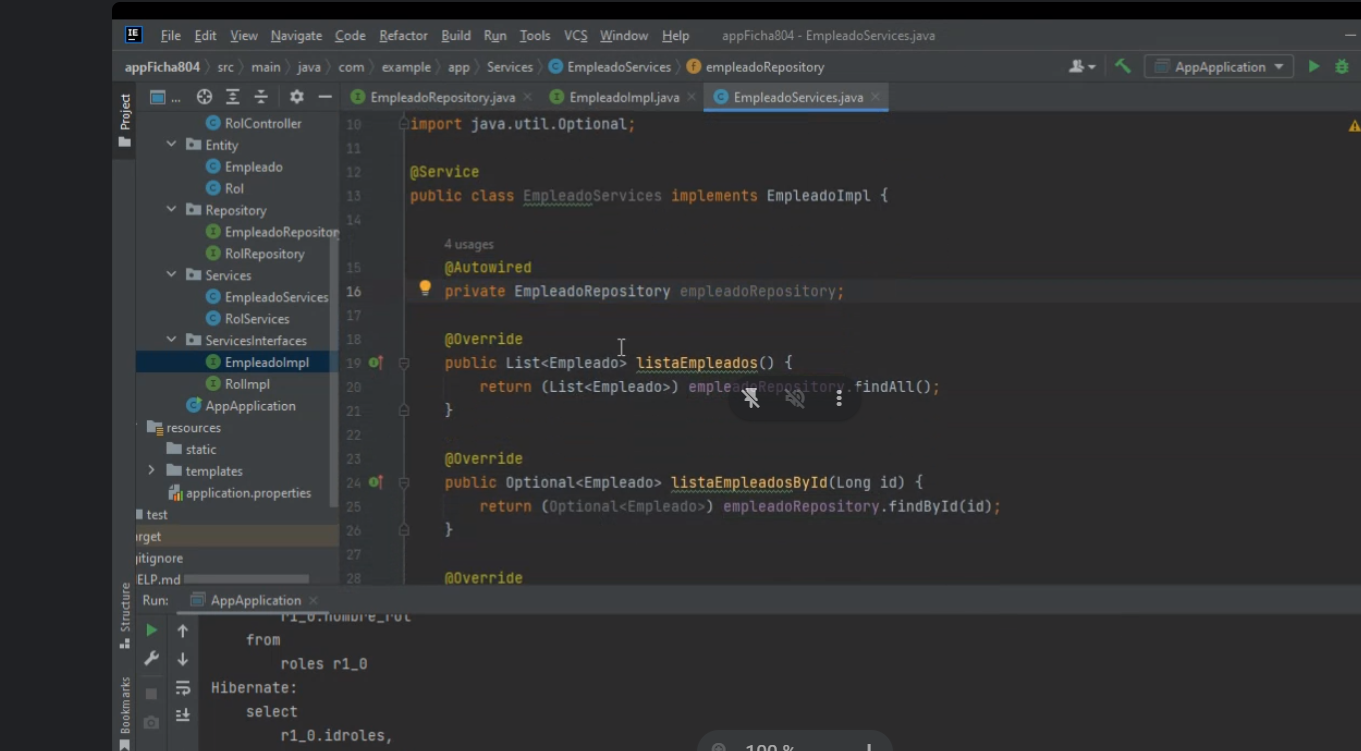 IE File Edit View Navigate Code Refactor Build Run Tools VCS Window Help appFicha804 - EmpleadoServices.java
appFicha804 src main java com example app Services EmpleadoServices empleadoRepository AppApplication
Project ... EmpleadoRepository.java EmpleadoImpl.java EmpleadoServices.java
RolController
Entity
Empleado
Rol
Repository
EmpleadoRepository
RolRepository
Services
EmpleadoServices
RolServices
ServicesInterfaces
EmpleadoImpl
RolImpl
AppApplication
resources
static
templates
application.properties
test
rget
itignore
ELP.md
10 import java.util.Optional;
11
12 @Service
13 public class EmpleadoServices implements EmpleadoImpl {
14
4 usages
15 @Autowired
16 private EmpleadoRepository empleadoRepository;
17
18 @Override
19 public List<Empleado> listaEmpleados() {
20 return (List<Empleado>) empleadoRepository.findAll();
21 }
22
23 @Override
24 public Optional<Empleado> listaEmpleadosById(Long id) {
25 return (Optional<Empleado>) empleadoRepository.findById(id);
26 }
27
28 @Override
Structure
Bookmarks
Run: AppApplication
r1_0.nombre_rol
from
roles r1_0
Hibernate:
select
r1_0.idroles,
100 %